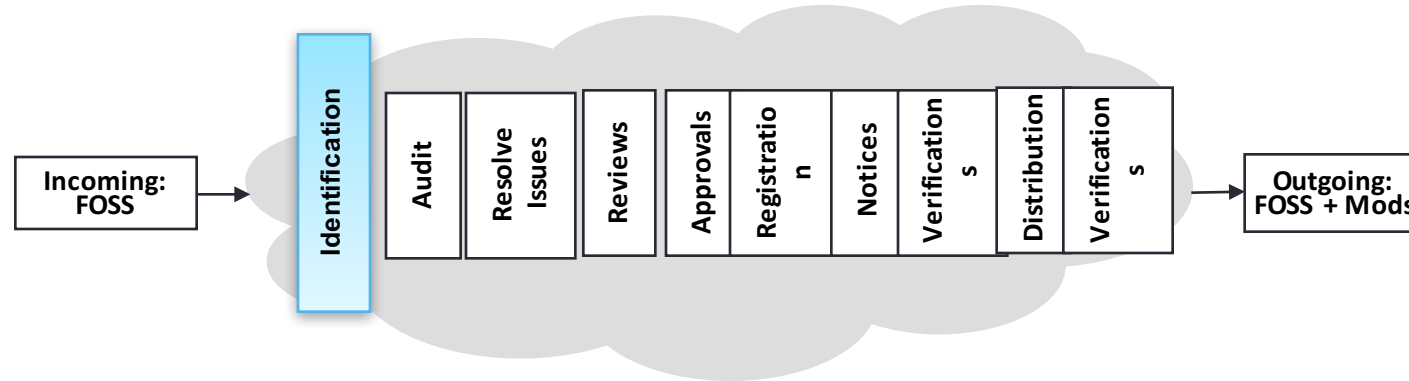 Incoming:
FOSS
Identification
Audit
Resolve
Issues
Reviews
Approvals
Registratio
n
Notices
Verification
s
Distribution
Verification
s
Outgoing:
FOSS + Mods